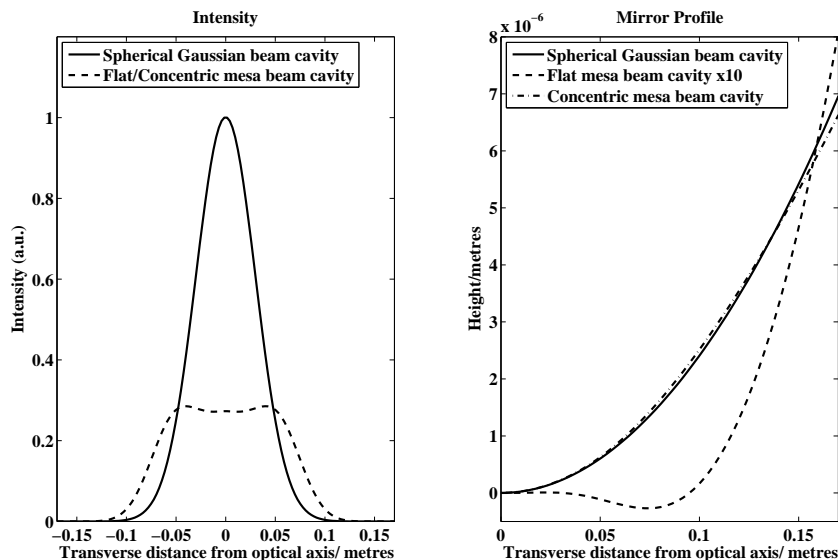 Intensity
Spherical Gaussian beam cavity
Flat/Concentric mesa beam cavity
1
0.8
0.6
0.4
0.2
0
Intensity (a.u.)
−0.15 −0.1 −0.05 0 0.05 0.1 0.15
Transverse distance from optical axis/ metres
Mirror Profile
8 x 10 -6
Spherical Gaussian beam cavity
Flat mesa beam cavity x10
Concentric mesa beam cavity
7
6
5
4
3
2
1
0
Height/metres
0 0.05 0.1 0.15
Transverse distance from optical axis/ metres